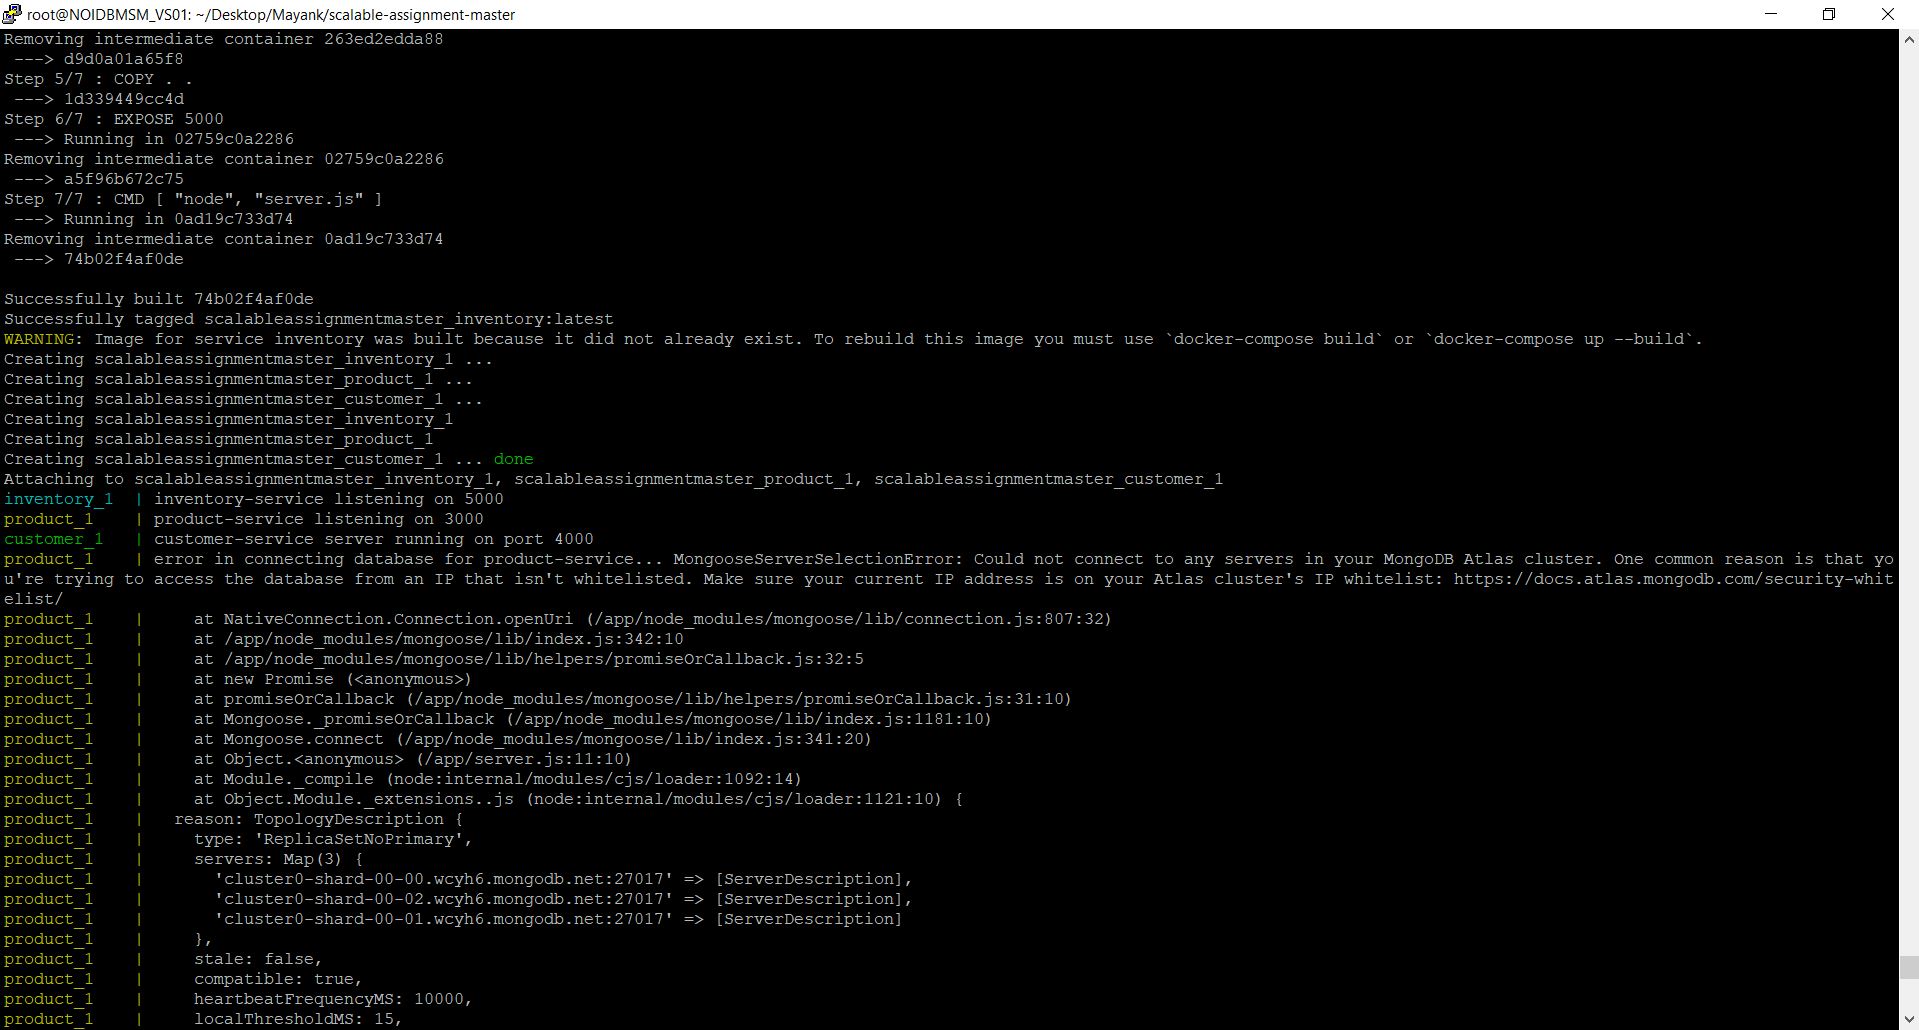 root@NOIDBMSM_VS01: ~/Desktop/Mayank/scalable-assignment-master
Removing intermediate container 263ed2edda88
 ---> d9d0a01a65f8
Step 5/7 : COPY . .
 ---> 1d339449cc4d
Step 6/7 : EXPOSE 5000
 ---> Running in 02759c0a2286
Removing intermediate container 02759c0a2286
 ---> a5f96b672c75
Step 7/7 : CMD [ "node", "server.js" ]
 ---> Running in 0ad19c733d74
Removing intermediate container 0ad19c733d74
 ---> 74b02f4af0de
Successfully built 74b02f4af0de
Successfully tagged scalableassignmentmaster_inventory:latest
WARNING: Image for service inventory was built because it did not already exist. To rebuild this image you must use `docker-compose build` or `docker-compose up --build`.
Creating scalableassignmentmaster_inventory_1 ...
Creating scalableassignmentmaster_product_1 ...
Creating scalableassignmentmaster_customer_1 ...
Creating scalableassignmentmaster_inventory_1
Creating scalableassignmentmaster_product_1
Creating scalableassignmentmaster_customer_1 ... done
Attaching to scalableassignmentmaster_inventory_1, scalableassignmentmaster_product_1, scalableassignmentmaster_customer_1
inventory_1  | inventory-service listening on 5000
product_1    | product-service listening on 3000
customer_1   | customer-service server running on port 4000
product_1    | error in connecting database for product-service... MongooseServerSelectionError: Could not connect to any servers in your MongoDB Atlas cluster. One common reason is that yo
u're trying to access the database from an IP that isn't whitelisted. Make sure your current IP address is on your Atlas cluster's IP whitelist: https://docs.atlas.mongodb.com/security-whit
elist/
product_1    |     at NativeConnection.Connection.openUri (/app/node_modules/mongoose/lib/connection.js:807:32)
product_1    |     at /app/node_modules/mongoose/lib/index.js:342:10
product_1    |     at /app/node_modules/mongoose/lib/helpers/promiseOrCallback.js:32:5
product_1    |     at new Promise (<anonymous>)
product_1    |     at promiseOrCallback (/app/node_modules/mongoose/lib/helpers/promiseOrCallback.js:31:10)
product_1    |     at Mongoose._promiseOrCallback (/app/node_modules/mongoose/lib/index.js:1181:10)
product_1    |     at Mongoose.connect (/app/node_modules/mongoose/lib/index.js:341:20)
product_1    |     at Object.<anonymous> (/app/server.js:11:10)
product_1    |     at Module._compile (node:internal/modules/cjs/loader:1092:14)
product_1    |     at Object.Module._extensions..js (node:internal/modules/cjs/loader:1121:10) {
product_1    |   reason: TopologyDescription {
product_1    |     type: 'ReplicaSetNoPrimary',
product_1    |     servers: Map(3) {
product_1    |       'cluster0-shard-00-00.wcyh6.mongodb.net:27017' => [ServerDescription],
product_1    |       'cluster0-shard-00-02.wcyh6.mongodb.net:27017' => [ServerDescription],
product_1    |       'cluster0-shard-00-01.wcyh6.mongodb.net:27017' => [ServerDescription]
product_1    |     },
product_1    |     stale: false,
product_1    |     compatible: true,
product_1    |     heartbeatFrequencyMS: 10000,
product_1    |     localThresholdMS: 15,